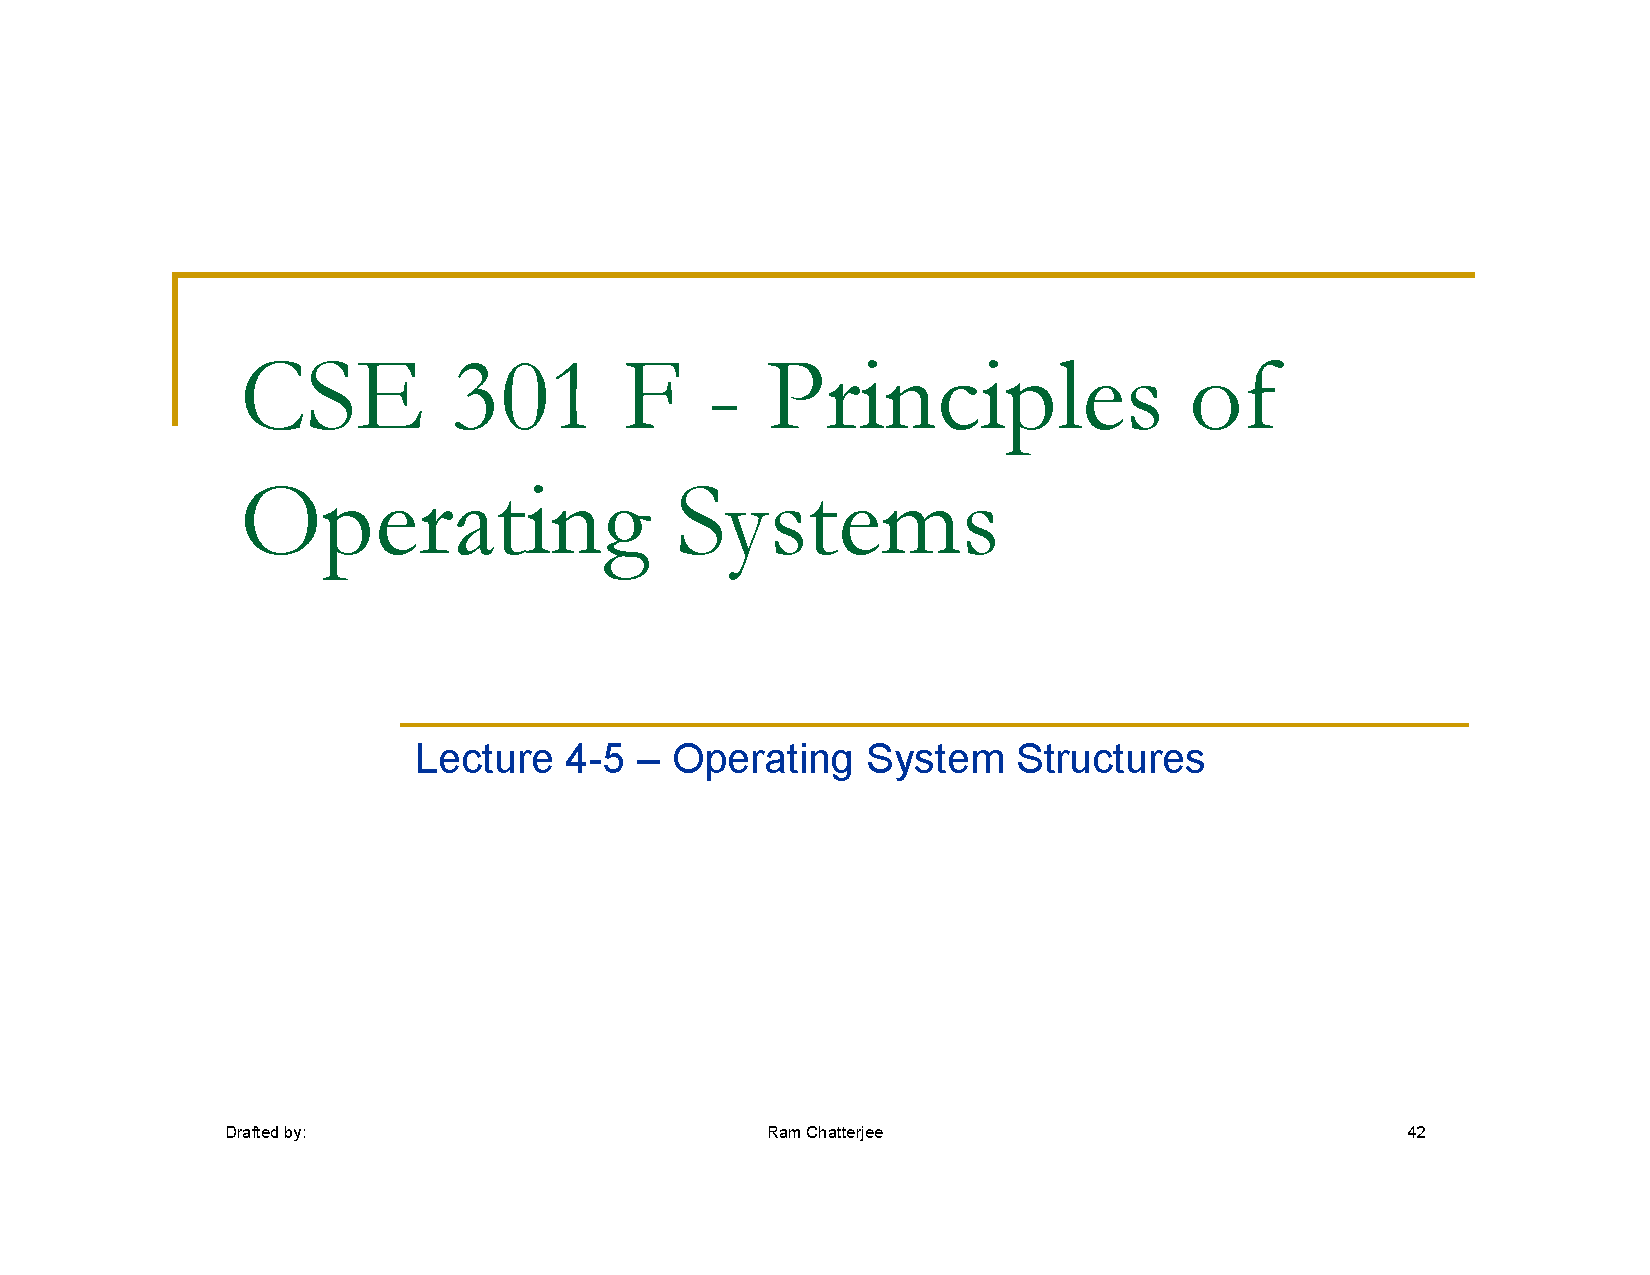 CSE 301 F - Principles of
Operating Systems
Lecture 4-5 – Operating System Structures
Drafted by: Ram Chatterjee 42